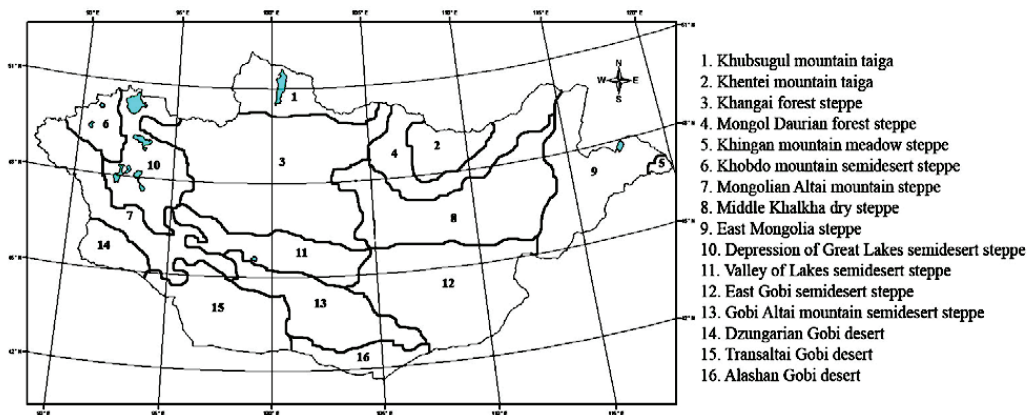 N
W E
S
1
2
3
4
5
6
7
8
9
10
11
12
13
14
15
16
1. Khubsugul mountain taiga
2. Khentei mountain taiga
3. Khangai forest steppe
4. Mongol Daurian forest steppe
5. Khingan mountain meadow steppe
6. Khobdo mountain semidesert steppe
7. Mongolian Altai mountain steppe
8. Middle Khalkha dry steppe
9. East Mongolia steppe
10. Depression of Great Lakes semidesert steppe
11. Valley of Lakes semidesert steppe
12. East Gobi semidesert steppe
13. Gobi Altai mountain semidesert steppe
14. Dzungarian Gobi desert
15. Transaltai Gobi desert
16. Alashan Gobi desert